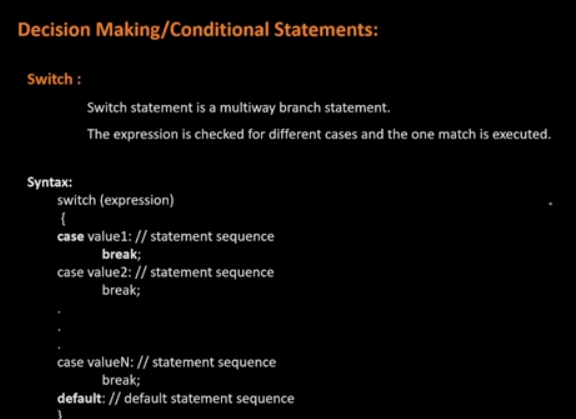 Decision Making/Conditional Statements:
Switch :
Switch statement is a multiway branch statement.
The expression is checked for different cases and the one match is executed.
Syntax:
switch (expression)
{
case value1: // statement sequence
break;
case value2: // statement sequence
break;
.
.
.
case valueN: // statement sequence
break;
default: // default statement sequence
}